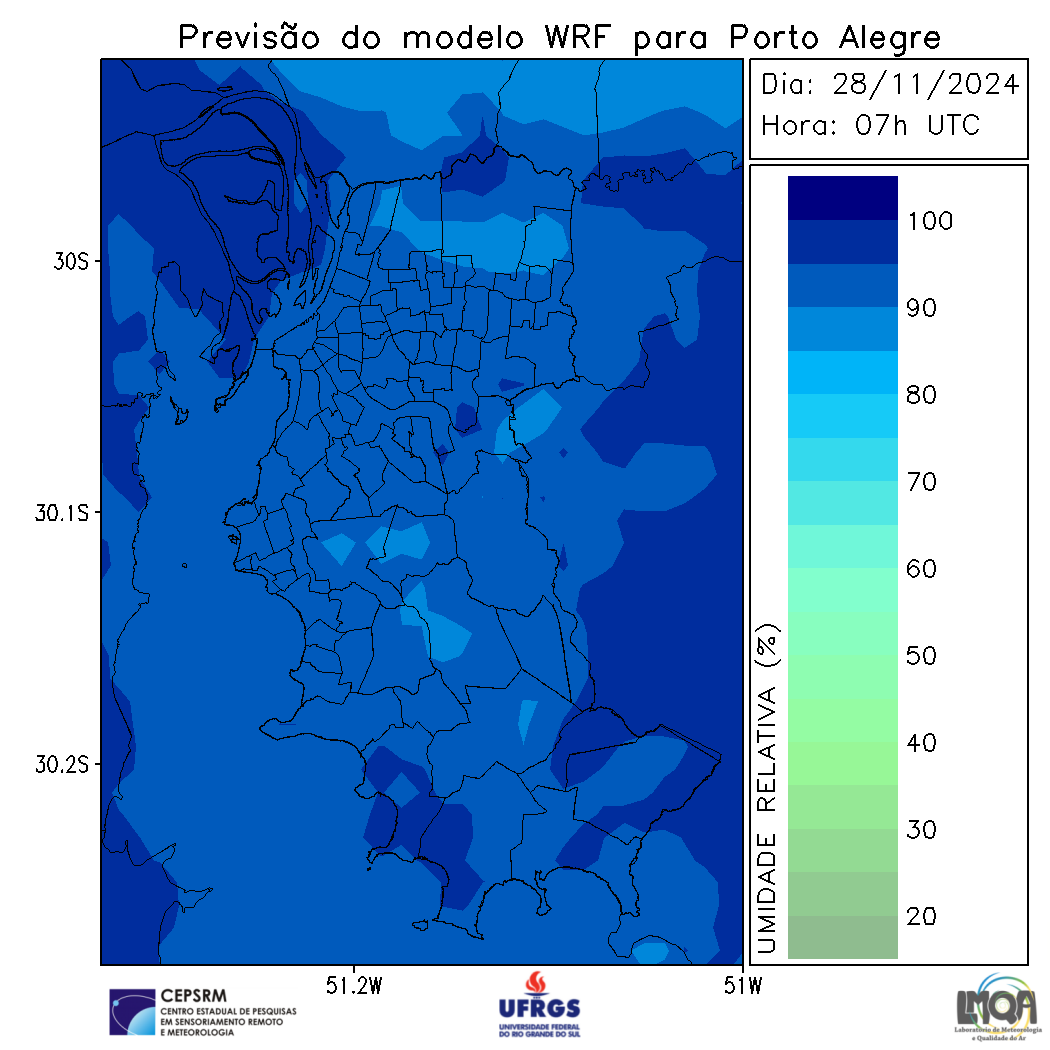 Previsão do modelo WRF para Porto Alegre
Dia: 28/11/2024
Hora: 07h UTC
30S
30.1S
30.2S
51.2W
51W
100
90
80
70
60
50
40
30
20
UMIDADE RELATIVA (%)
CEPSRM
CENTRO ESTADUAL DE PESQUISAS
EM SENSORIAMENTO REMOTO
E METEOROLOGIA
UFRGS
UNIVERSIDADE FEDERAL
DO RIO GRANDE DO SUL
LMQA
Laboratório de Meteorologia
e Qualidade do Ar